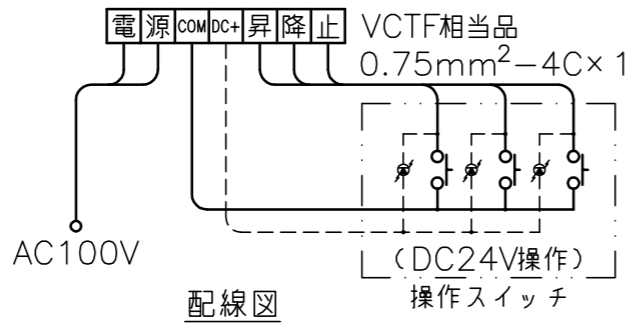 電源COMDC+昇降止 VCTF相当品
0.75mm²−4C×1
AC100V
(DC24V操作)
操作スイッチ
配線図